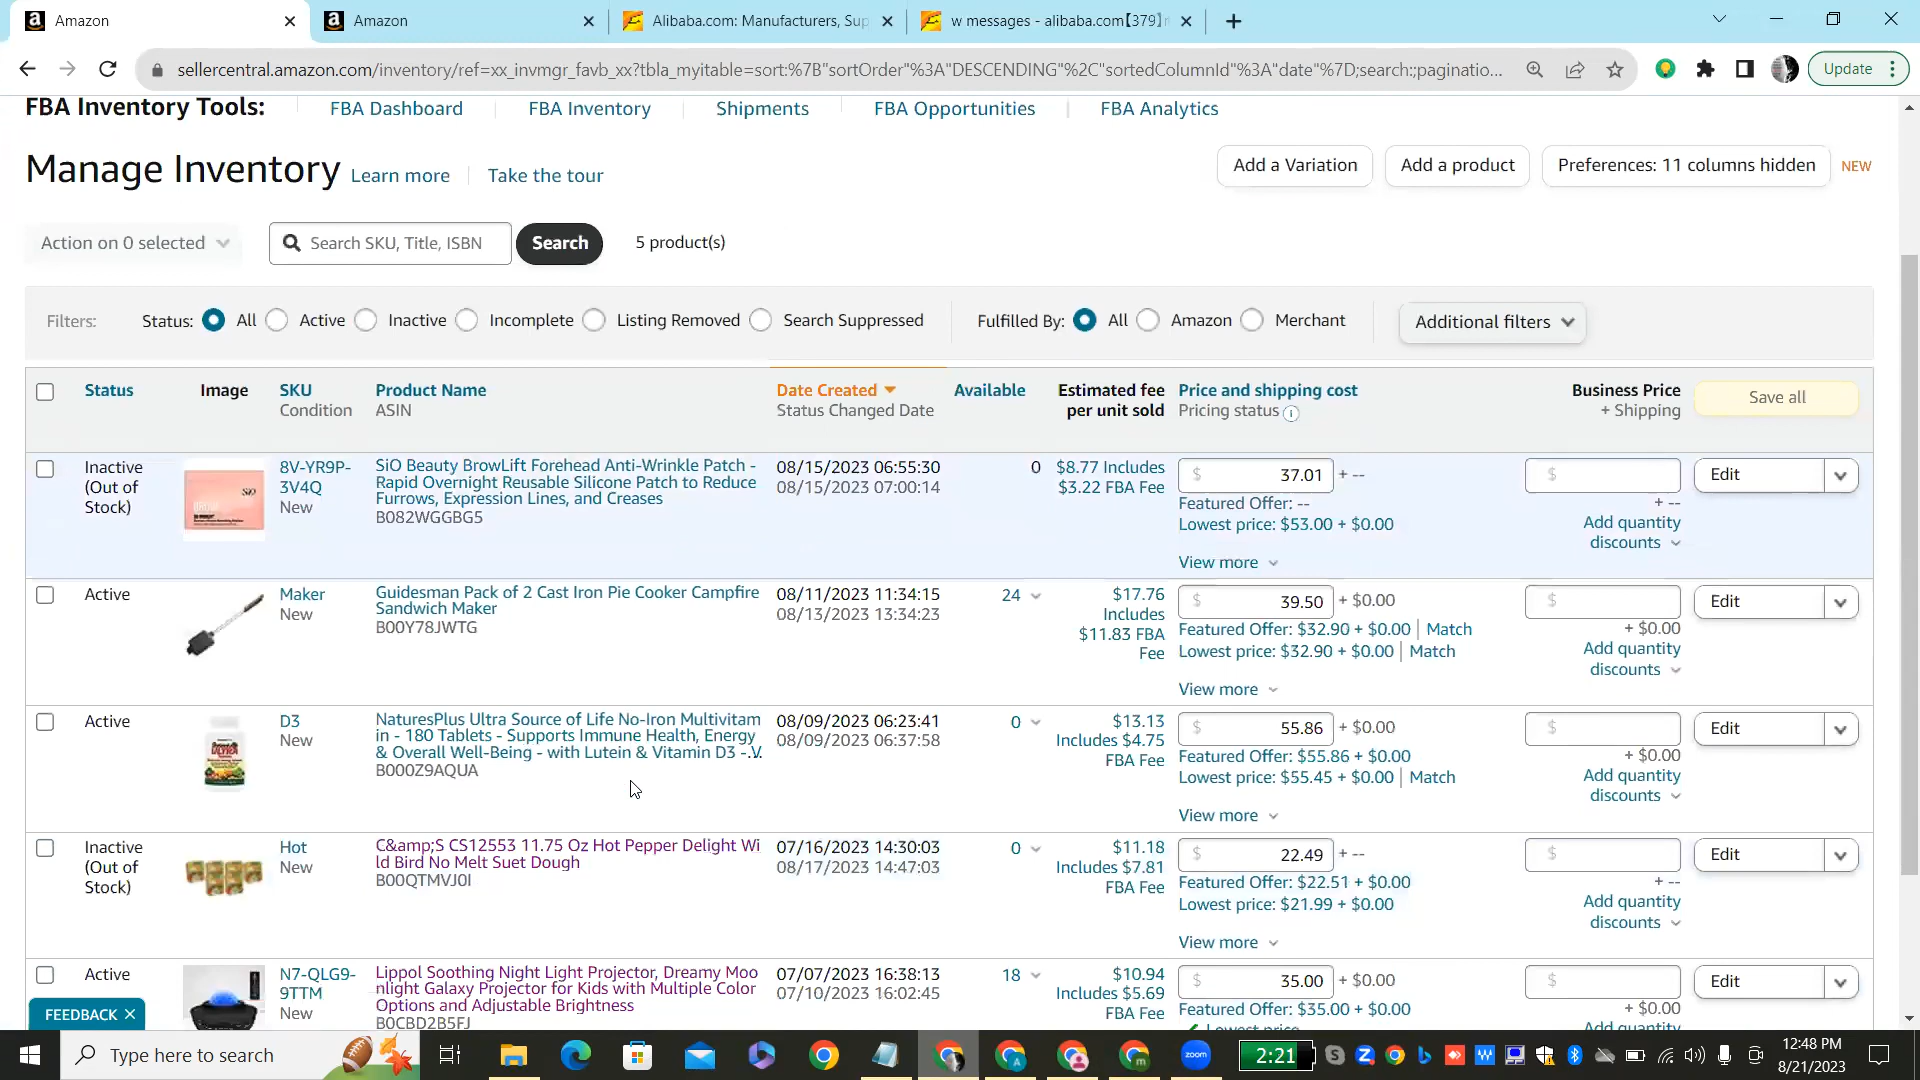 Amazon
Amazon
Alibaba.com: Manufacturers, Sup
w messages - alibaba.com【379】
sellercentral.amazon.com/inventory/ref=xx_invmgr_favb_xx?tbla_myitable=sort:%7B"sortOrder"%3A"DESCENDING"%2C"sortedColumnId"%3A"date"%7D;search:;paginatio...
Update
FBA Inventory Tools:
FBA Dashboard
FBA Inventory
Shipments
FBA Opportunities
FBA Analytics
Manage Inventory Learn more Take the tour
Add a Variation
Add a product
Preferences: 11 columns hidden
NEW
Action on 0 selected
Search SKU, Title, ISBN
Search
5 product(s)
Filters:
Status: All Active Inactive Incomplete Listing Removed Search Suppressed
Fulfilled By: All Amazon Merchant
Additional filters
Status
Image
SKU
Condition
Product Name
ASIN
Date Created
Status Changed Date
Available
Estimated fee
per unit sold
Price and shipping cost
Pricing status
Business Price
+ Shipping
Save all
Inactive
(Out of
Stock)
SiO
8V-YR9P-
3V4Q
New
SiO Beauty BrowLift Forehead Anti-Wrinkle Patch -
Rapid Overnight Reusable Silicone Patch to Reduce
Furrows, Expression Lines, and Creases
B082WGGBG5
08/15/2023 06:55:30
08/15/2023 07:00:14
0
$8.77 Includes
$3.22 FBA Fee
$ 37.01 + --
Featured Offer: --
Lowest price: $53.00 + $0.00
View more
$
+ --
Add quantity
discounts
Edit
Active
Maker
New
Guidesman Pack of 2 Cast Iron Pie Cooker Campfire
Sandwich Maker
B00Y78JWTG
08/11/2023 11:34:15
08/13/2023 13:34:23
24
$17.76
Includes
$11.83 FBA
Fee
$ 39.50 + $0.00
Featured Offer: $32.90 + $0.00 | Match
Lowest price: $32.90 + $0.00 | Match
View more
$
+ $0.00
Add quantity
discounts
Edit
Active
D3
New
NaturesPlus Ultra Source of Life No-Iron Multivitam
in - 180 Tablets - Supports Immune Health, Energy
& Overall Well-Being - with Lutein & Vitamin D3 -...
B000Z9AQUA
08/09/2023 06:23:41
08/09/2023 06:37:58
0
$13.13
Includes $4.75
FBA Fee
$ 55.86 + $0.00
Featured Offer: $55.86 + $0.00
Lowest price: $55.45 + $0.00 | Match
View more
$
+ $0.00
Add quantity
discounts
Edit
Inactive
(Out of
Stock)
Hot
New
C&amp;S CS12553 11.75 Oz Hot Pepper Delight Wi
ld Bird No Melt Suet Dough
B00QTMVJ0I
07/16/2023 14:30:03
08/17/2023 14:47:03
0
$11.18
Includes $7.81
FBA Fee
$ 22.49 + --
Featured Offer: $22.51 + $0.00
Lowest price: $21.99 + $0.00
View more
$
+ --
Add quantity
discounts
Edit
Active
N7-QLG9-
9TTM
New
Lippol Soothing Night Light Projector, Dreamy Moo
nlight Galaxy Projector for Kids with Multiple Color
Options and Adjustable Brightness
B0CBD2B5FJ
07/07/2023 16:38:13
07/10/2023 16:02:45
18
$10.94
Includes $5.69
FBA Fee
$ 35.00 + $0.00
Featured Offer: $35.00 + $0.00
Lowest price
$
+ $0.00
Add quantity
Edit
FEEDBACK ×
Type here to search
zoom
2:21
12:48 PM
8/21/2023